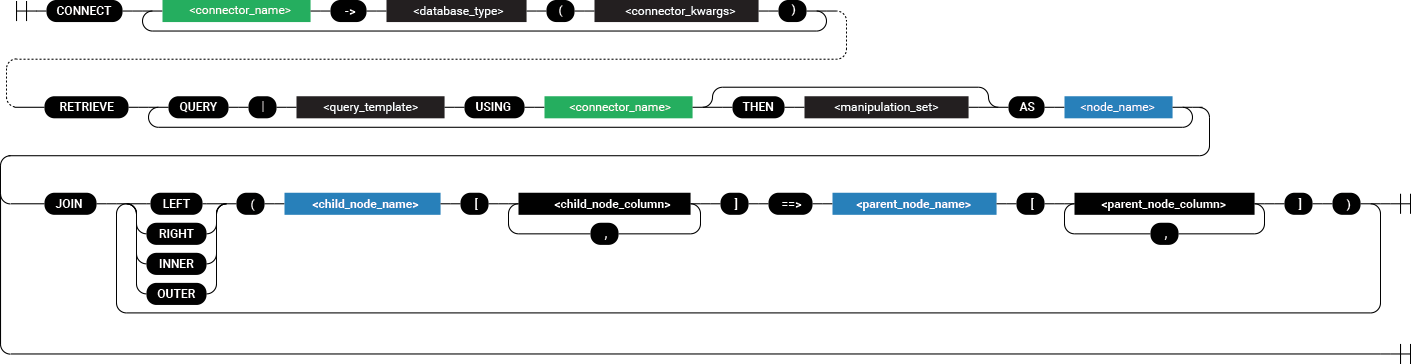 CONNECT <connector_name> -> <database_type> ( <connector_kwargs> )
RETRIEVE QUERY | <query_template> USING <connector_name> THEN <manipulation_set> AS <node_name>
JOIN LEFT ( <child_node_name> [ <child_node_column> ] ==> <parent_node_name> [ <parent_node_column> ] )
RIGHT , ,
INNER
OUTER